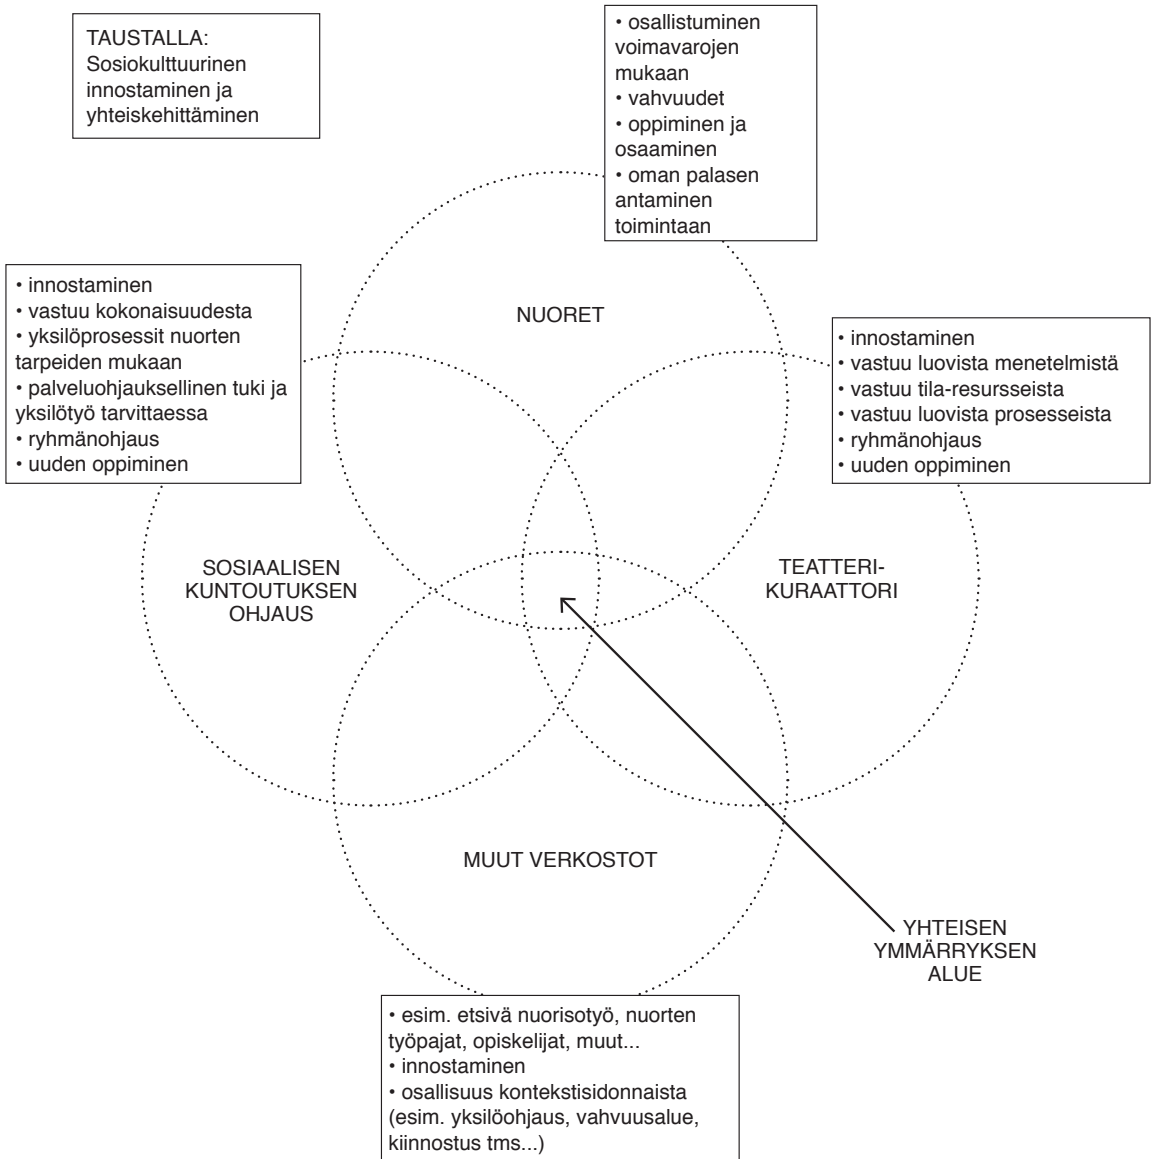 TAUSTALLA:
Sosiokulttuurinen
innostaminen ja
yhteiskehittäminen
• osallistuminen
voimavarojen
mukaan
• vahvuudet
• oppiminen ja
osaaminen
• oman palasen
antaminen
toimintaan
• innostaminen
• vastuu kokonaisuudesta
• yksilöprosessit nuorten
tarpeiden mukaan
• palveluohjauksellinen tuki ja
yksilötyö tarvittaessa
• ryhmänohjaus
• uuden oppiminen
NUORET
• innostaminen
• vastuu luovista menetelmistä
• vastuu tila-resursseista
• vastuu luovista prosesseista
• ryhmänohjaus
• uuden oppiminen
SOSIAALISEN
KUNTOUTUKSEN
OHJAUS
TEATTERI-
KURAATTORI
MUUT VERKOSTOT
YHTEISEN
YMMÄRRYKSEN
ALUE
• esim. etsivä nuorisotyö, nuorten
työpajat, opiskelijat, muut...
• innostaminen
• osallisuus kontekstisidonnaista
(esim. yksilöohjaus, vahvuusalue,
kiinnostus tms...)